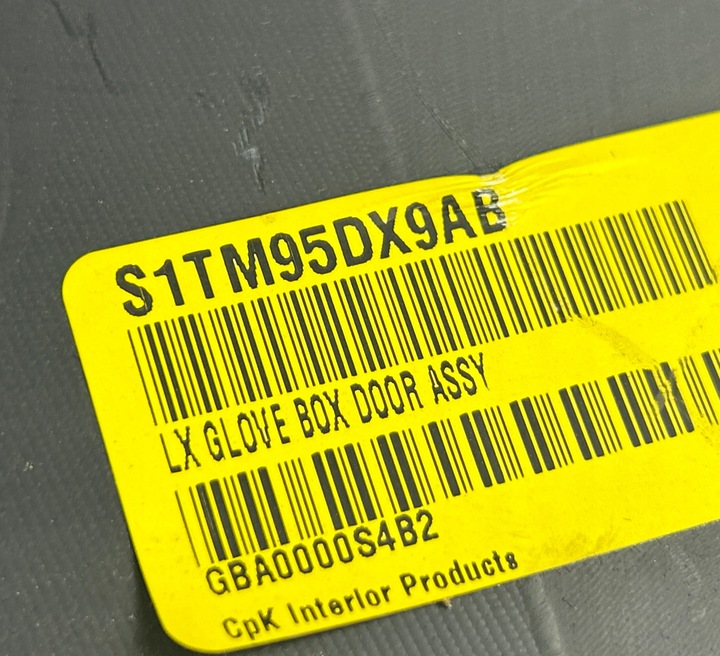 S1TM95DX9AB
LX GLOVE BOX DOOR ASSY
GBA0000S4B2
CpK Interior Products